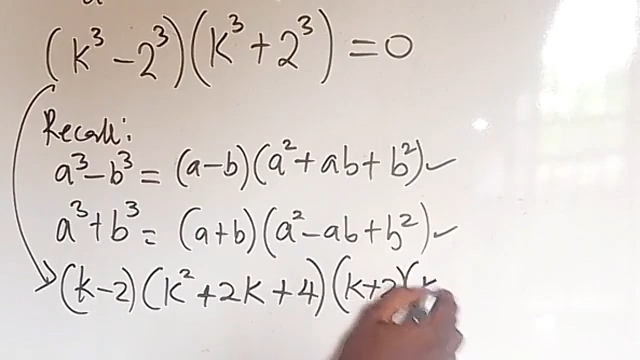 (k³ - 2³)(k³ + 2³) = 0
Recall:
a³ - b³ = (a - b)(a² + ab + b²) ✓
a³ + b³ = (a + b)(a² - ab + b²) ✓
(k - 2)(k² + 2k + 4)(k + 2)(k